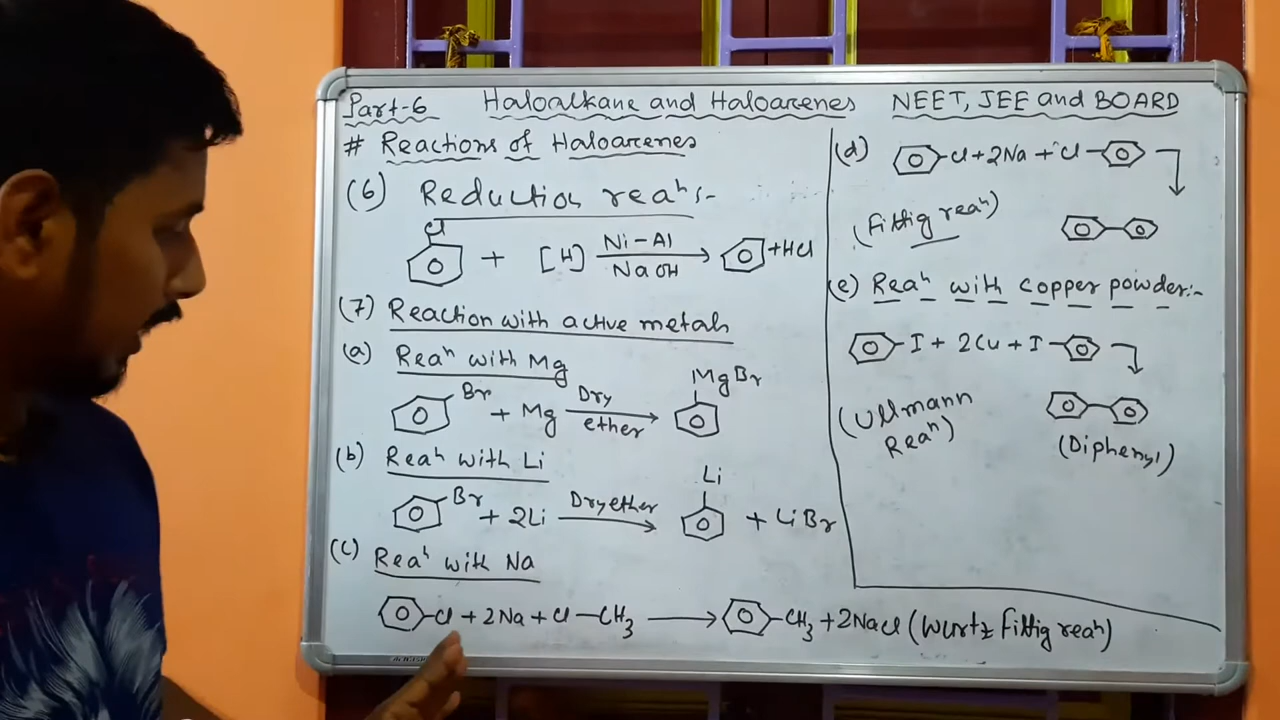 Part-6 Haloalkane and Haloarenes NEET, JEE and BOARD
# Reactions of Haloarenes
(6) Reduction reaⁿ:-
Cl
+ [H] Ni-Al → + HCl
NaOH
(7) Reaction with active metals
(a) Reaⁿ with Mg
Br + Mg Dry ether → MgBr
(b) Reaⁿ with Li
Br + 2Li Dry ether → Li + LiBr
(c) Reaⁿ with Na
-Cl + 2Na + Cl-CH₃ → -CH₃ + 2NaCl (Wurtz Fittig reaⁿ)
(d) -Cl + 2Na + Cl-
(Fittig reaⁿ)
(e) Reaⁿ with copper powder:-
-I + 2Cu + I-
(Ullmann
Reaⁿ)
(Diphenyl)